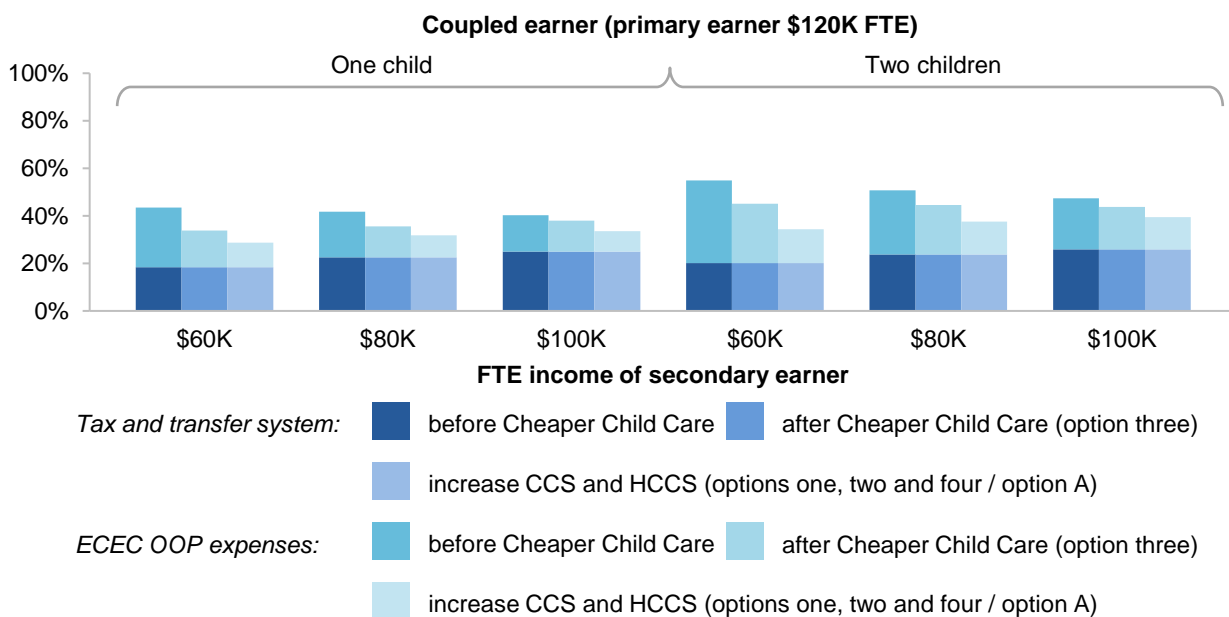 Coupled earner (primary earner $120K FTE)
One child
Two children
100%
80%
60%
40%
20%
0%
$60K
$80K
$100K
$60K
$80K
$100K
FTE income of secondary earner
Tax and transfer system:
before Cheaper Child Care
after Cheaper Child Care (option three)
increase CCS and HCCS (options one, two and four / option A)
ECEC OOP expenses:
before Cheaper Child Care
after Cheaper Child Care (option three)
increase CCS and HCCS (options one, two and four / option A)